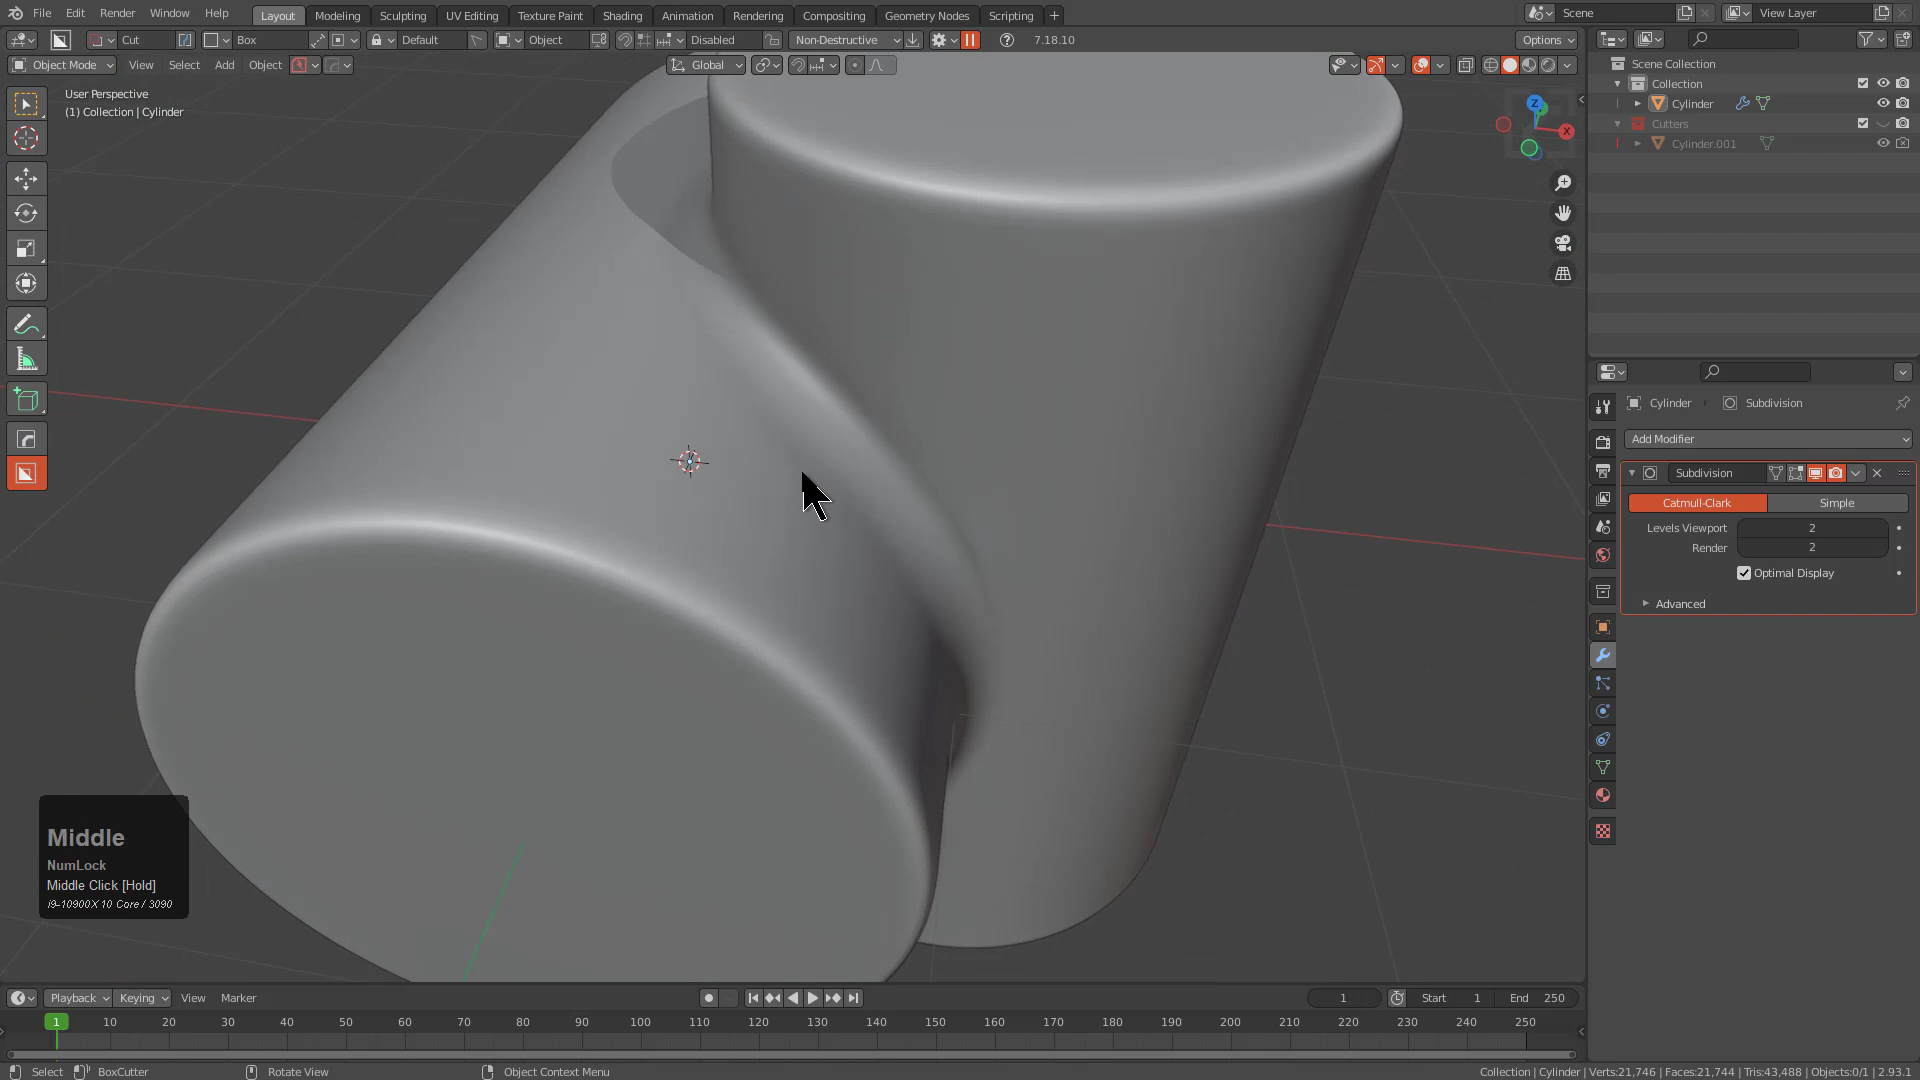 File Edit Render Window Help Layout Modeling Sculpting UV Editing Texture Paint Shading Animation Rendering Compositing Geometry Nodes Scripting Scene View Layer
Cut Box Default Object Disabled Non-Destructive 7.18.10 Options
Object Mode View Select Add Object Global
User Perspective
(1) Collection | Cylinder
Z
X
Scene Collection
Collection
Cylinder
Cutters
Cylinder.001
Cylinder Subdivision
Add Modifier
Subdivision
Catmull-Clark Simple
Levels Viewport 2
Render 2
Optimal Display
Advanced
Middle
NumLock
Middle Click [Hold]
i9-10900X 10 Core / 3090
Playback Keying View Marker 1 Start 1 End 250
1 10 20 30 40 50 60 70 80 90 100 110 120 130 140 150 160 170 180 190 200 210 220 230 240 250
Select BoxCutter Rotate View Object Context Menu Collection | Cylinder | Verts:21,746 | Faces:21,744 | Tris:43,488 | Objects:0/1 | 2.93.1